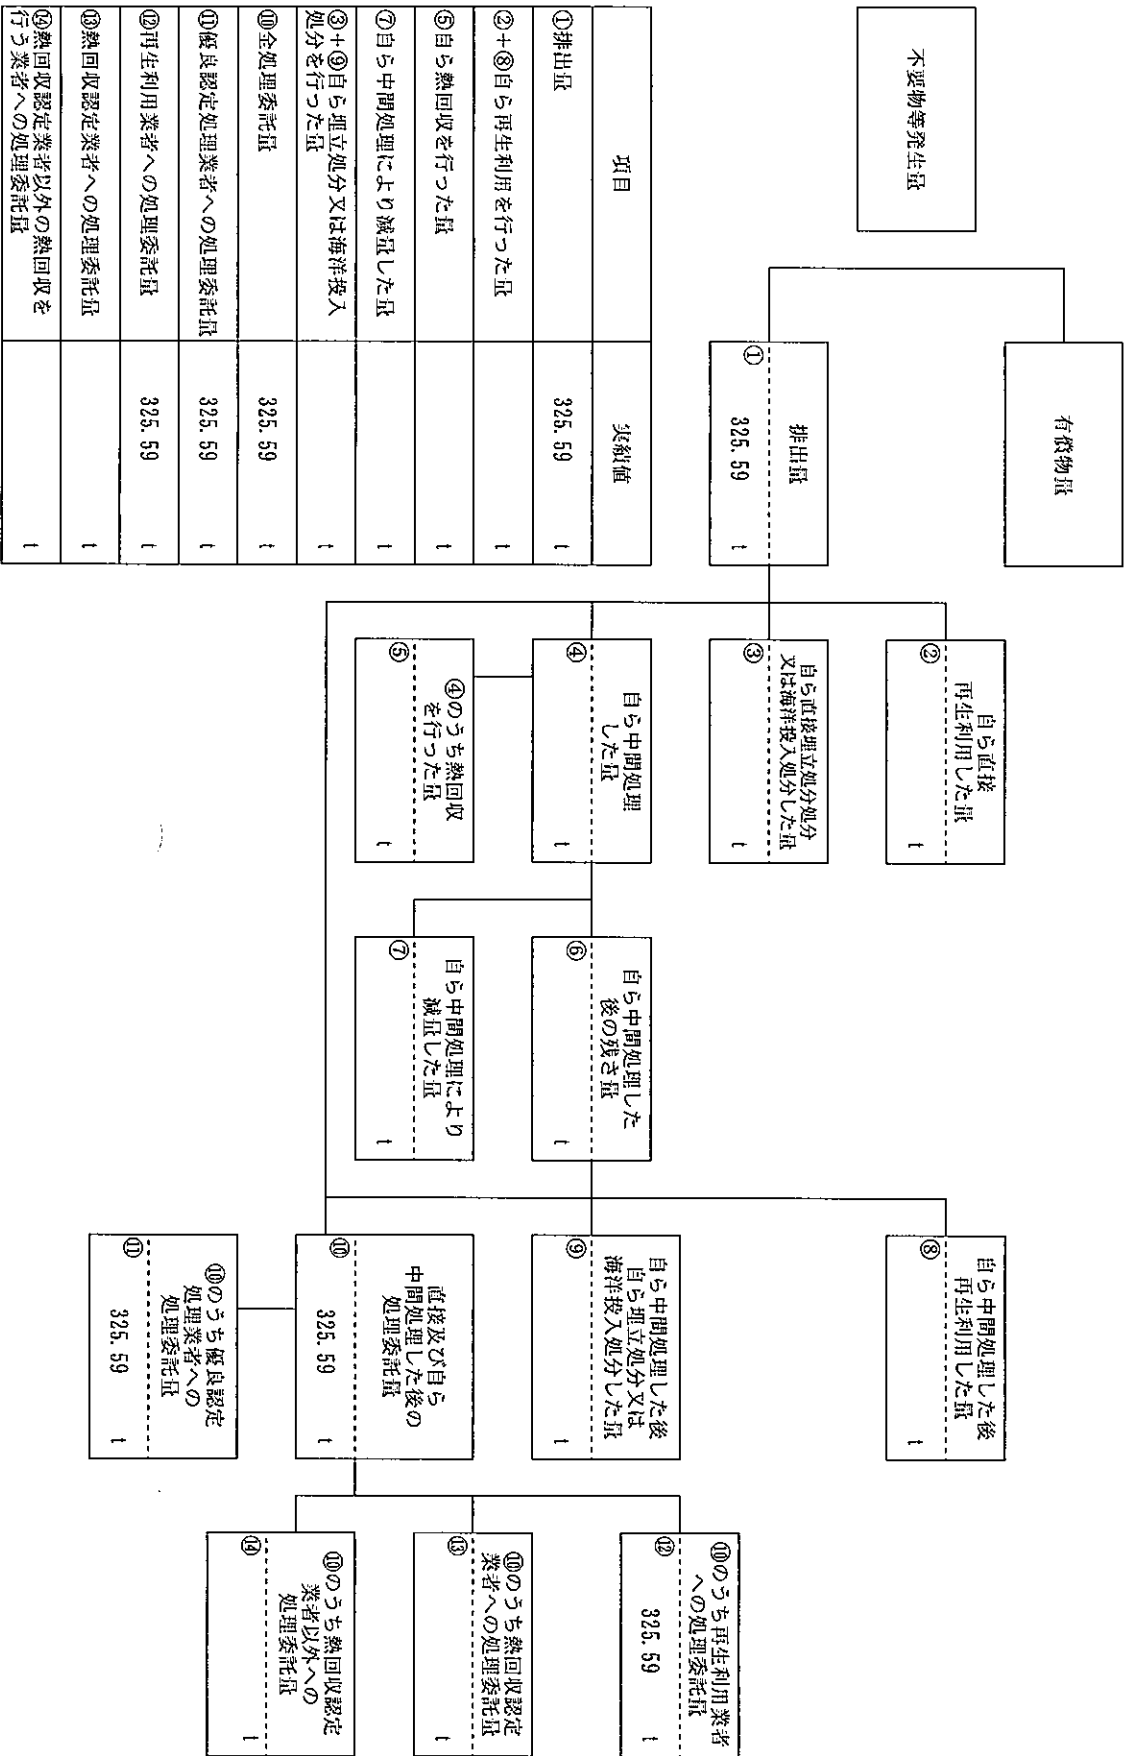 不要物等発生量
有償物量
排出量
① 325.59 t
自ら直接
再生利用した量
② t
自ら直接埋立処分処分
又は海洋投入処分した量
③ t
自ら中間処理
した量
④ t
④のうち熱回収
を行った量
⑤ t
自ら中間処理した
後の残さ量
⑥ t
自ら中間処理により
減量した量
⑦ t
自ら中間処理した後
再生利用した量
⑧ t
自ら中間処理した後
自ら埋立処分又は
海洋投入処分した量
⑨ t
直接及び自ら
中間処理した後の
処理委託量
⑩ 325.59 t
⑩のうち優良認定
処理業者への
処理委託量
⑪ 325.59 t
⑩のうち再生利用業者
への処理委託量
⑫ 325.59 t
⑩のうち熱回収認定
業者への処理委託量
⑬ t
⑩のうち熱回収認定
業者以外への
処理委託量
⑭ t
項目 実績値
①排出量 325.59 t
②+⑧自ら再生利用を行った量 t
⑤自ら熱回収を行った量 t
⑦自ら中間処理により減量した量 t
③+⑨自ら埋立処分又は海洋投入
処分を行った量 t
⑩全処理委託量 325.59 t
⑪優良認定処理業者への処理委託量 325.59 t
⑫再生利用業者への処理委託量 325.59 t
⑬熱回収認定業者への処理委託量 t
⑭熱回収認定業者以外の熱回収を
行う業者への処理委託量 t